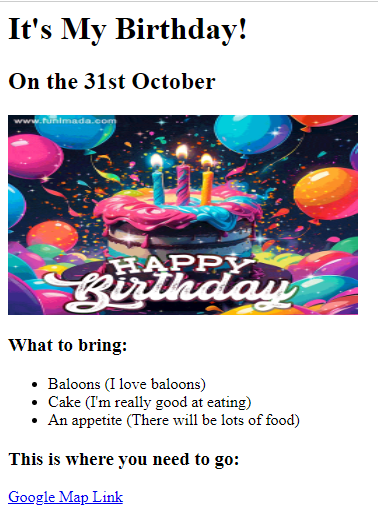 It's My Birthday!
On the 31st October
www.funimada.com
HAPPY
Birthday
What to bring:
Baloons (I love baloons)
Cake (I'm really good at eating)
An appetite (There will be lots of food)
This is where you need to go:
Google Map Link